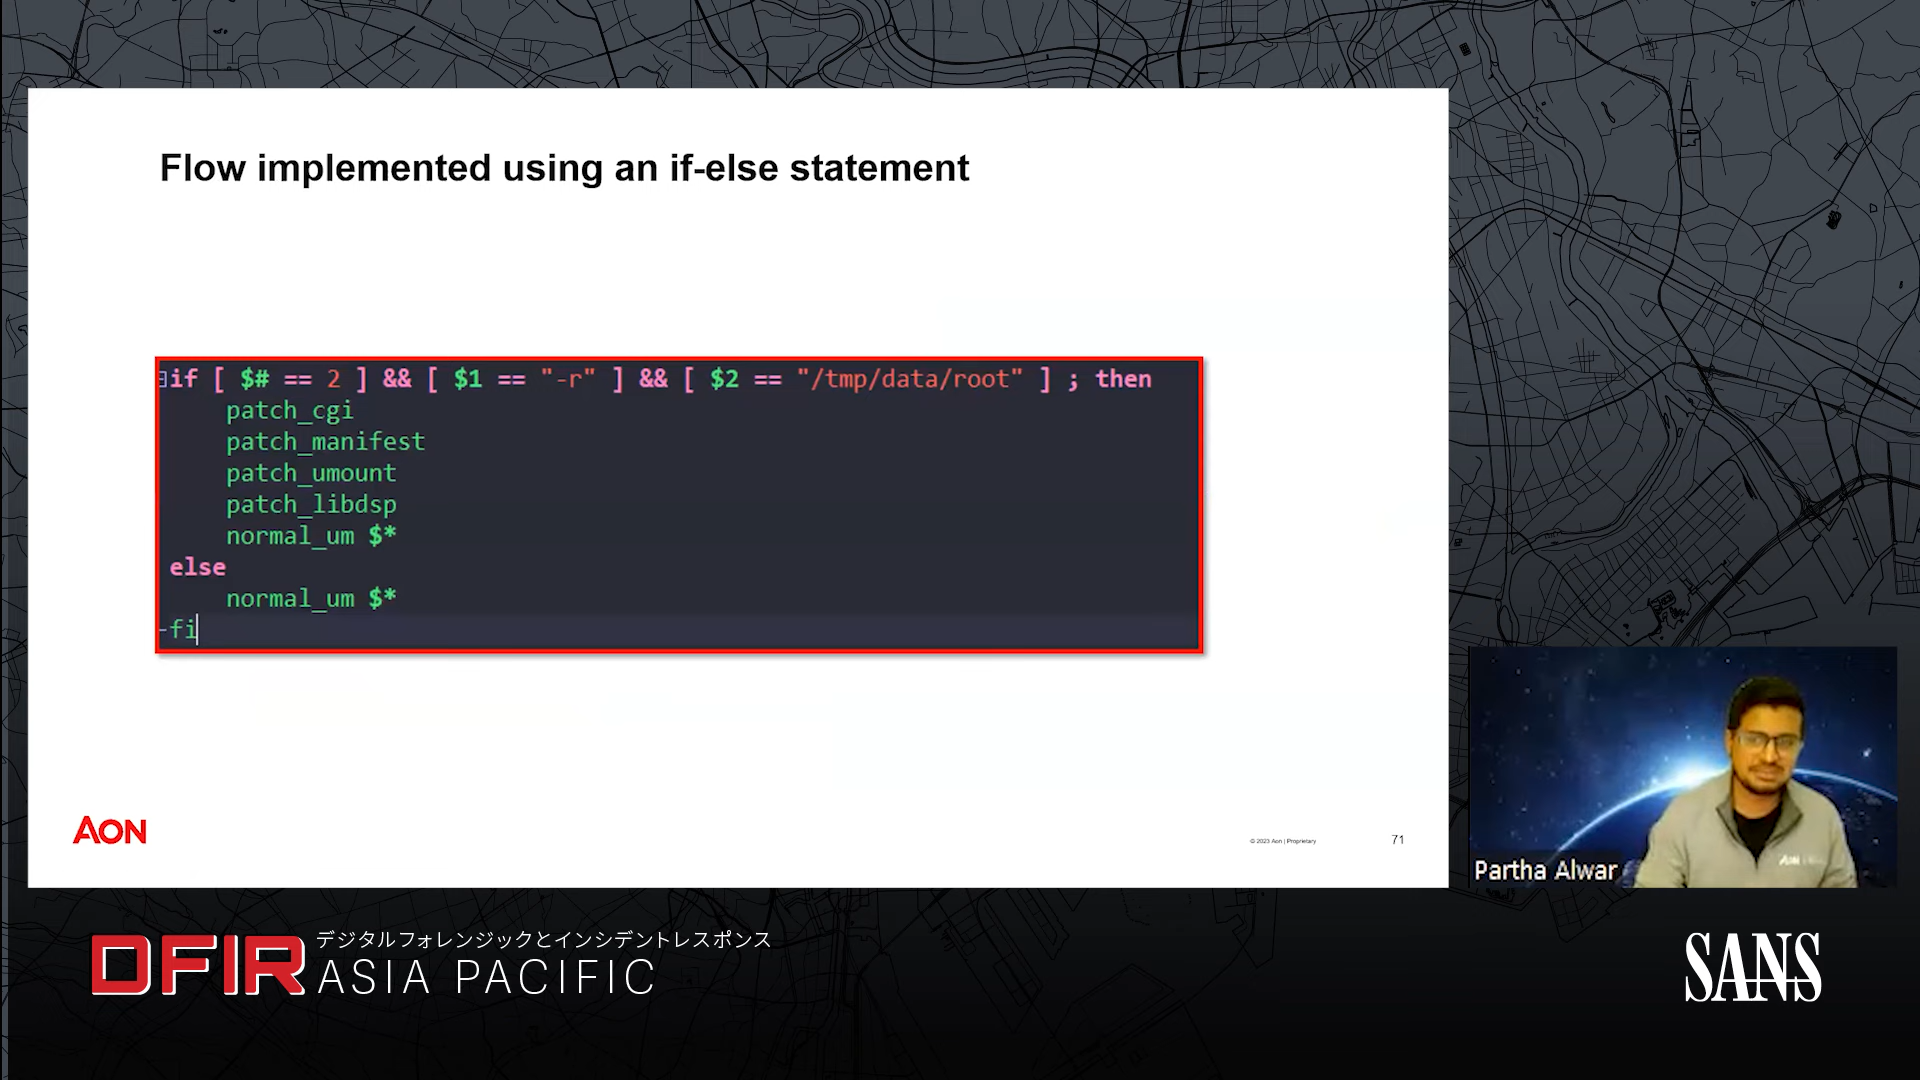 Flow implemented using an if-else statement
if [ $# == 2 ] && [ $1 == "-r" ] && [ $2 == "/tmp/data/root" ] ; then
patch_cgi
patch_manifest
patch_umount
patch_libdsp
normal_um $*
else
normal_um $*
fi
AON
© 2023 Aon | Proprietary
71
Partha Alwar
DFIR
デジタルフォレンジックとインシデントレスポンス
ASIA PACIFIC
SANS